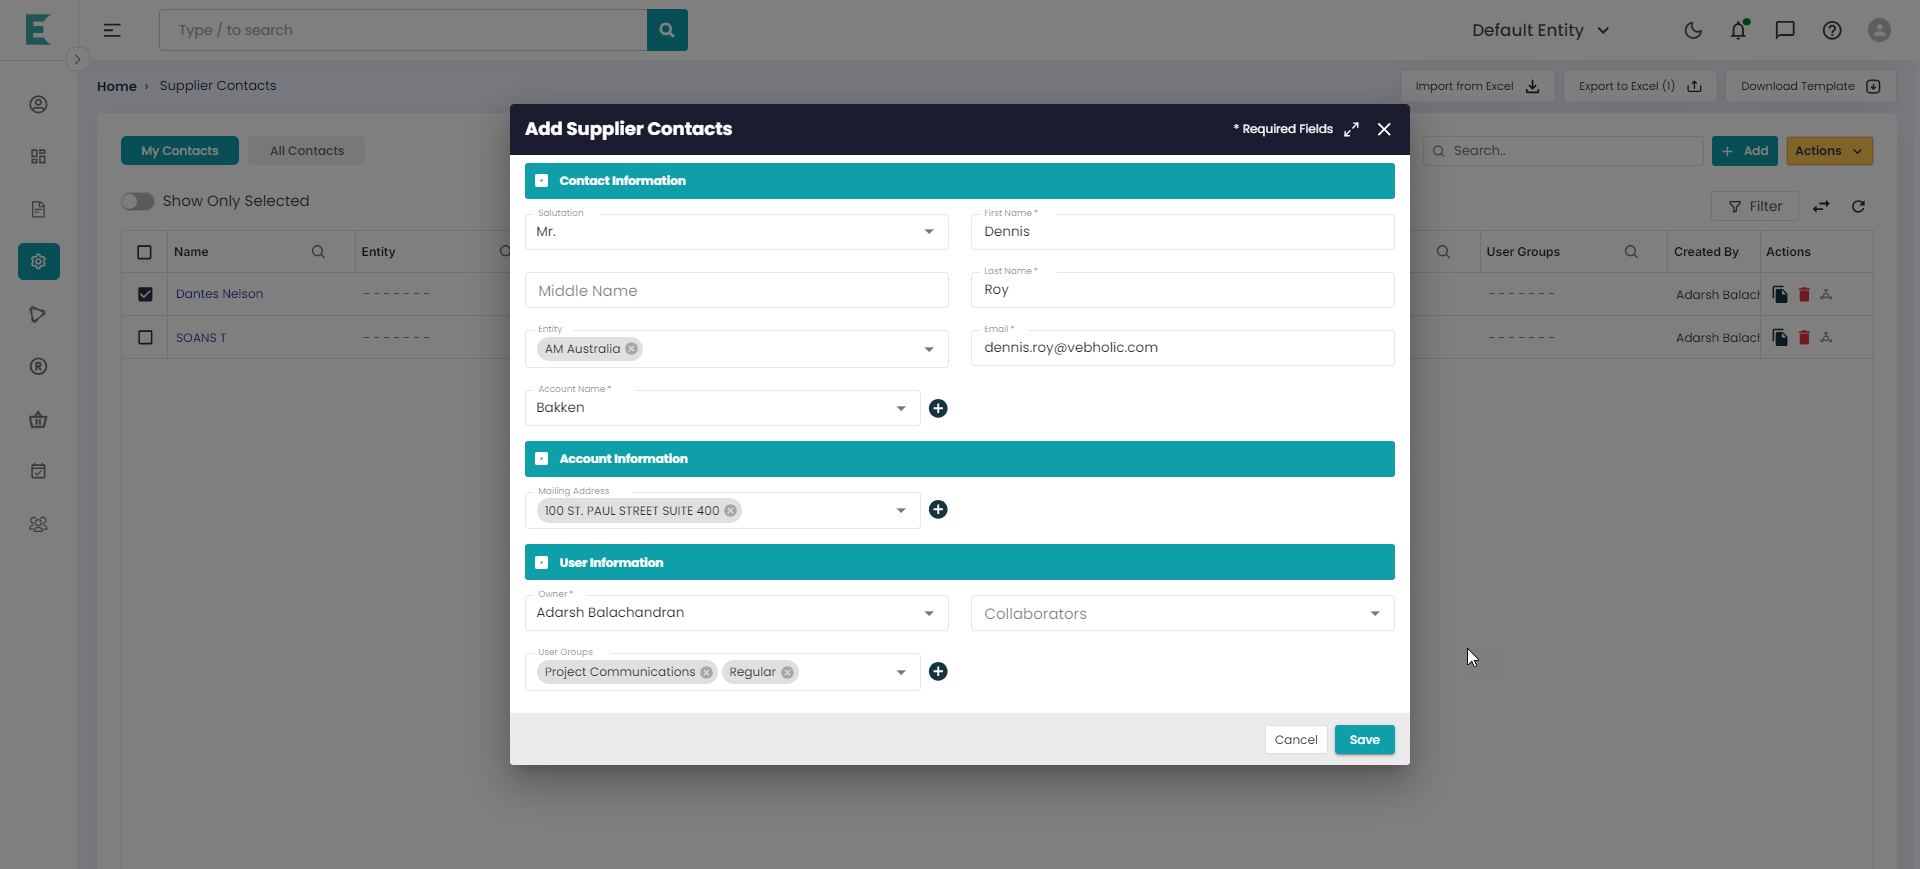 Type / to search
Default Entity
Home › Supplier Contacts
Import from Excel
Export to Excel (1)
Download Template
Add Supplier Contacts
* Required Fields
My Contacts
All Contacts
Search..
+ Add
Actions
Contact Information
Show Only Selected
Filter
Salutation
Mr.
First Name *
Dennis
Name
Entity
User Groups
Created By
Actions
Middle Name
Last Name *
Roy
Dantes Nelson
- - - - - - -
- - - - - - -
Adarsh Balach
SOANS T
- - - - - - -
- - - - - - -
Adarsh Balach
Entity
AM Australia
Email *
dennis.roy@vebholic.com
Account Name *
Bakken
Account Information
Mailing Address
100 ST. PAUL STREET SUITE 400
User Information
Owner *
Adarsh Balachandran
Collaborators
User Groups
Project Communications
Regular
Cancel
Save